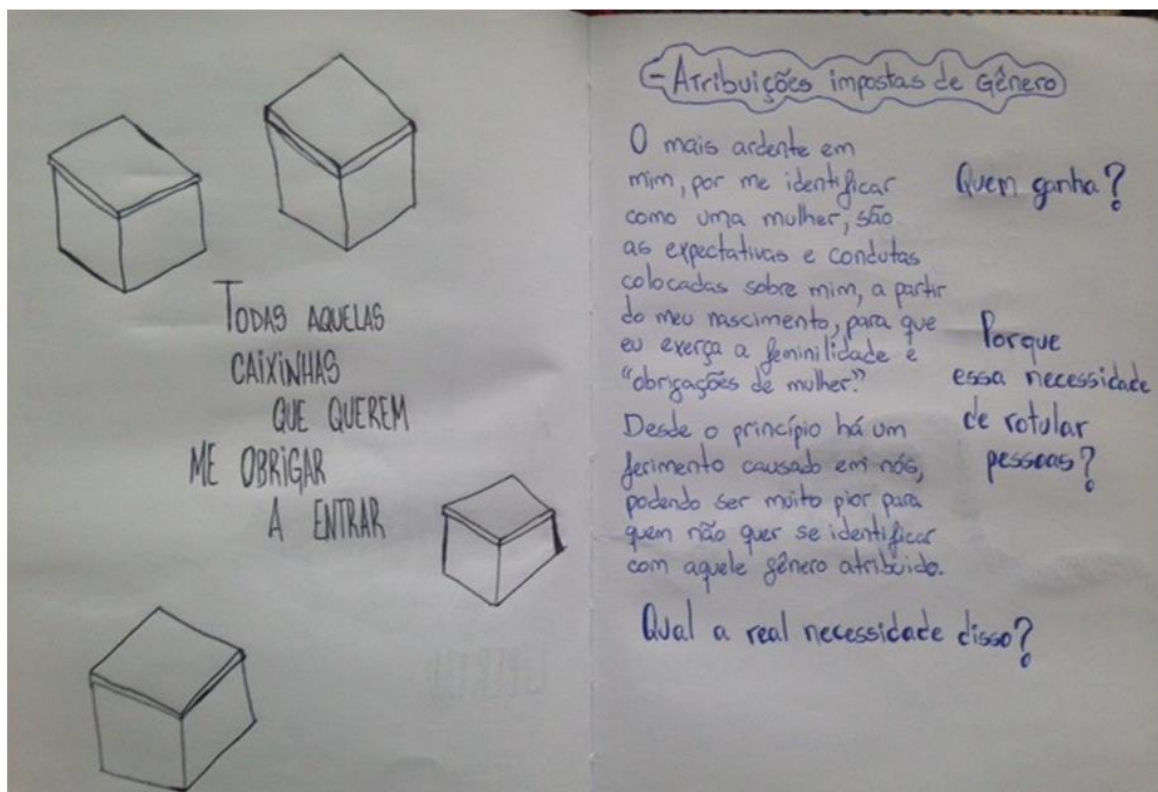 TODAS AQUELAS
CAIXINHAS
QUE QUEREM
ME OBRIGAR
A ENTRAR
- Atribuições impostas de Gênero
O mais ardente em
mim, por me identificar
como uma mulher, são
as expectativas e condutas
colocadas sobre mim, a partir
do meu nascimento, para que
eu exerça a feminilidade e
"obrigações de mulher."
Desde o princípio há um
ferimento causado em nós,
podendo ser muito pior para
quem não quer se identificar
com aquele gênero atribuído.
Quem ganha?
Porque
essa necessidade
de rotular
pessoas?
Qual a real necessidade disso?